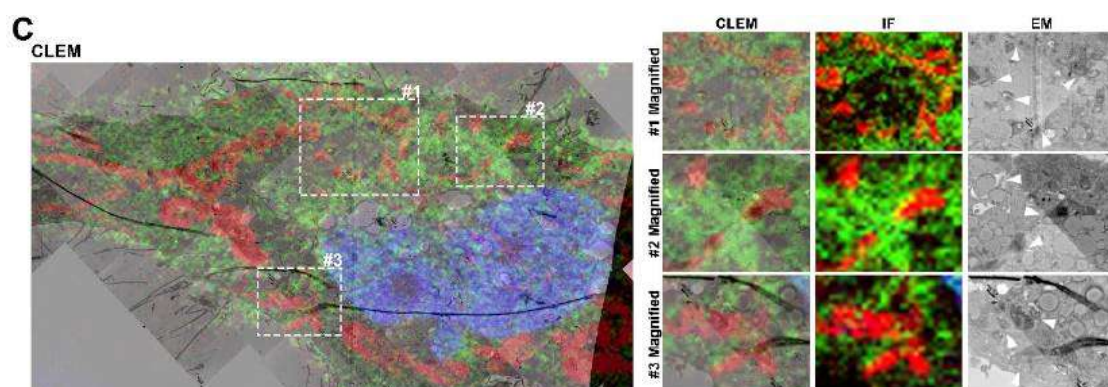 C
CLEM
#1
#2
#3
CLEM IF EM
#1 Magnified
#2 Magnified
#3 Magnified